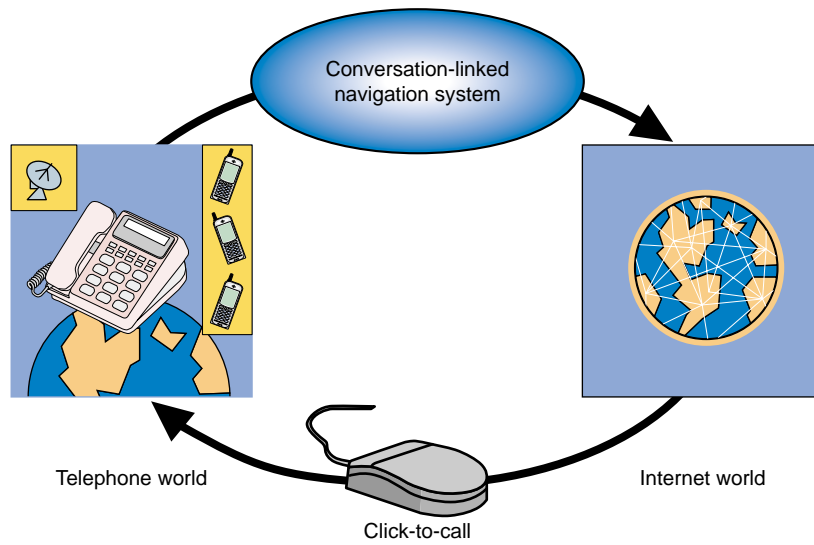 Conversation-linked
navigation system
Telephone world
Internet world
Click-to-call